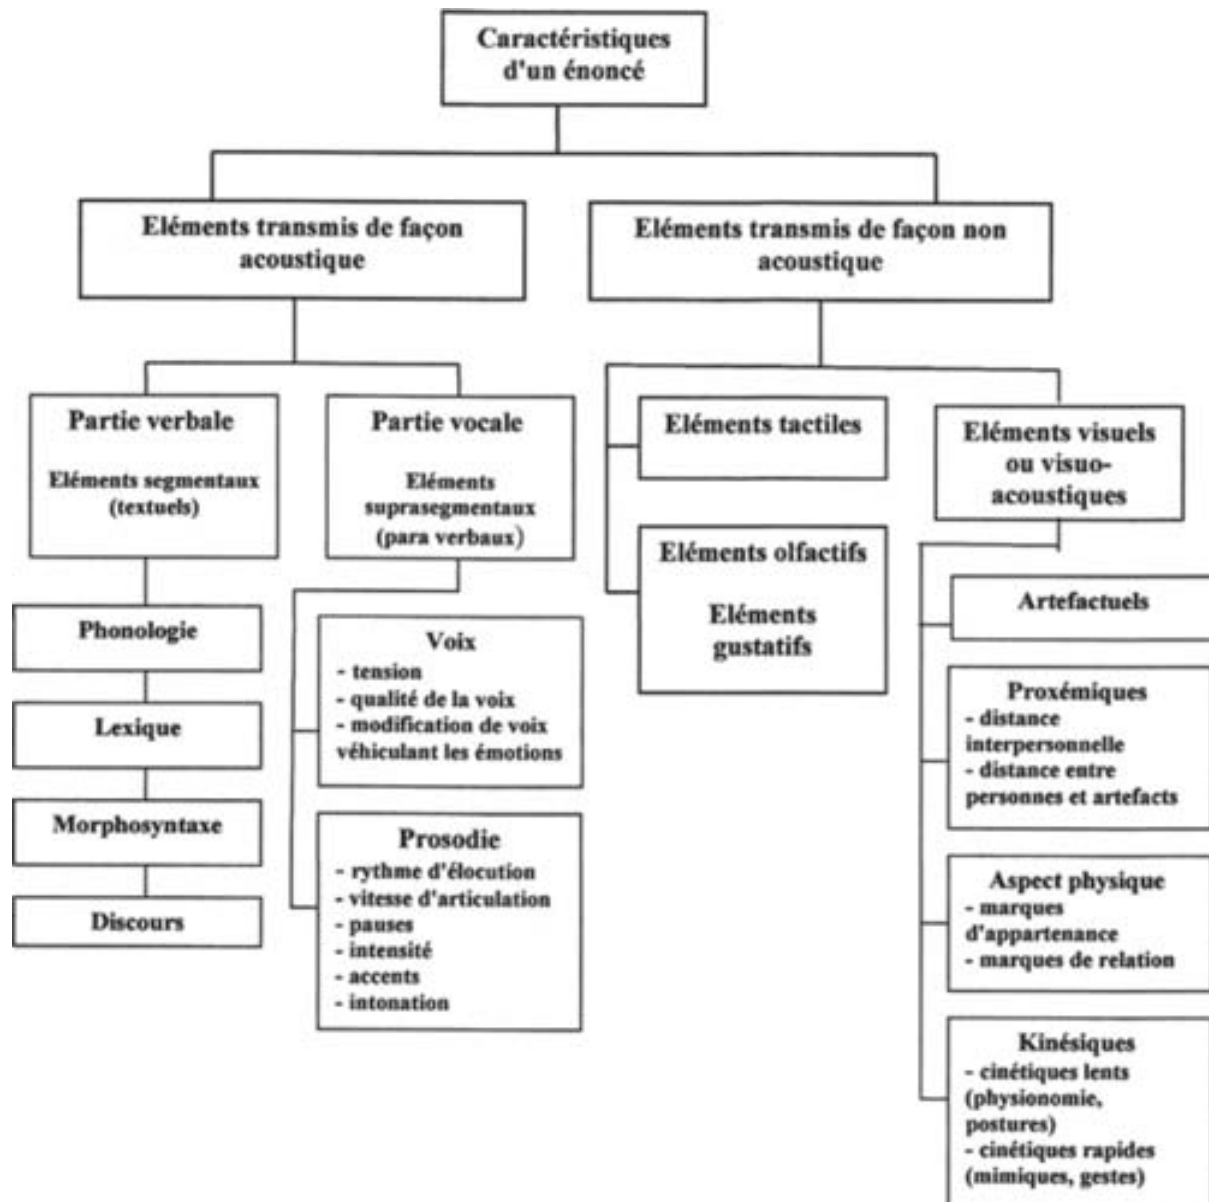 Caractéristiques
d'un énoncé
Eléments transmis de façon
acoustique
Eléments transmis de façon non
acoustique
Partie verbale
Eléments segmentaux
(textuels)
Phonologie
Lexique
Morphosyntaxe
Discours
Partie vocale
Eléments
suprasegmentaux
(para verbaux)
Voix
- tension
- qualité de la voix
- modification de voix
véhiculant les émotions
Prosodie
- rythme d'élocution
- vitesse d'articulation
- pauses
- intensité
- accents
- intonation
Eléments tactiles
Eléments olfactifs
Eléments
gustatifs
Eléments visuels
ou visuo-
acoustiques
Artefactuels
Proxémiques
- distance
interpersonnelle
- distance entre
personnes et artefacts
Aspect physique
- marques
d'appartenance
- marques de relation
Kinésiques
- cinétiques lents
(physionomie,
postures)
- cinétiques rapides
(mimiques, gestes)